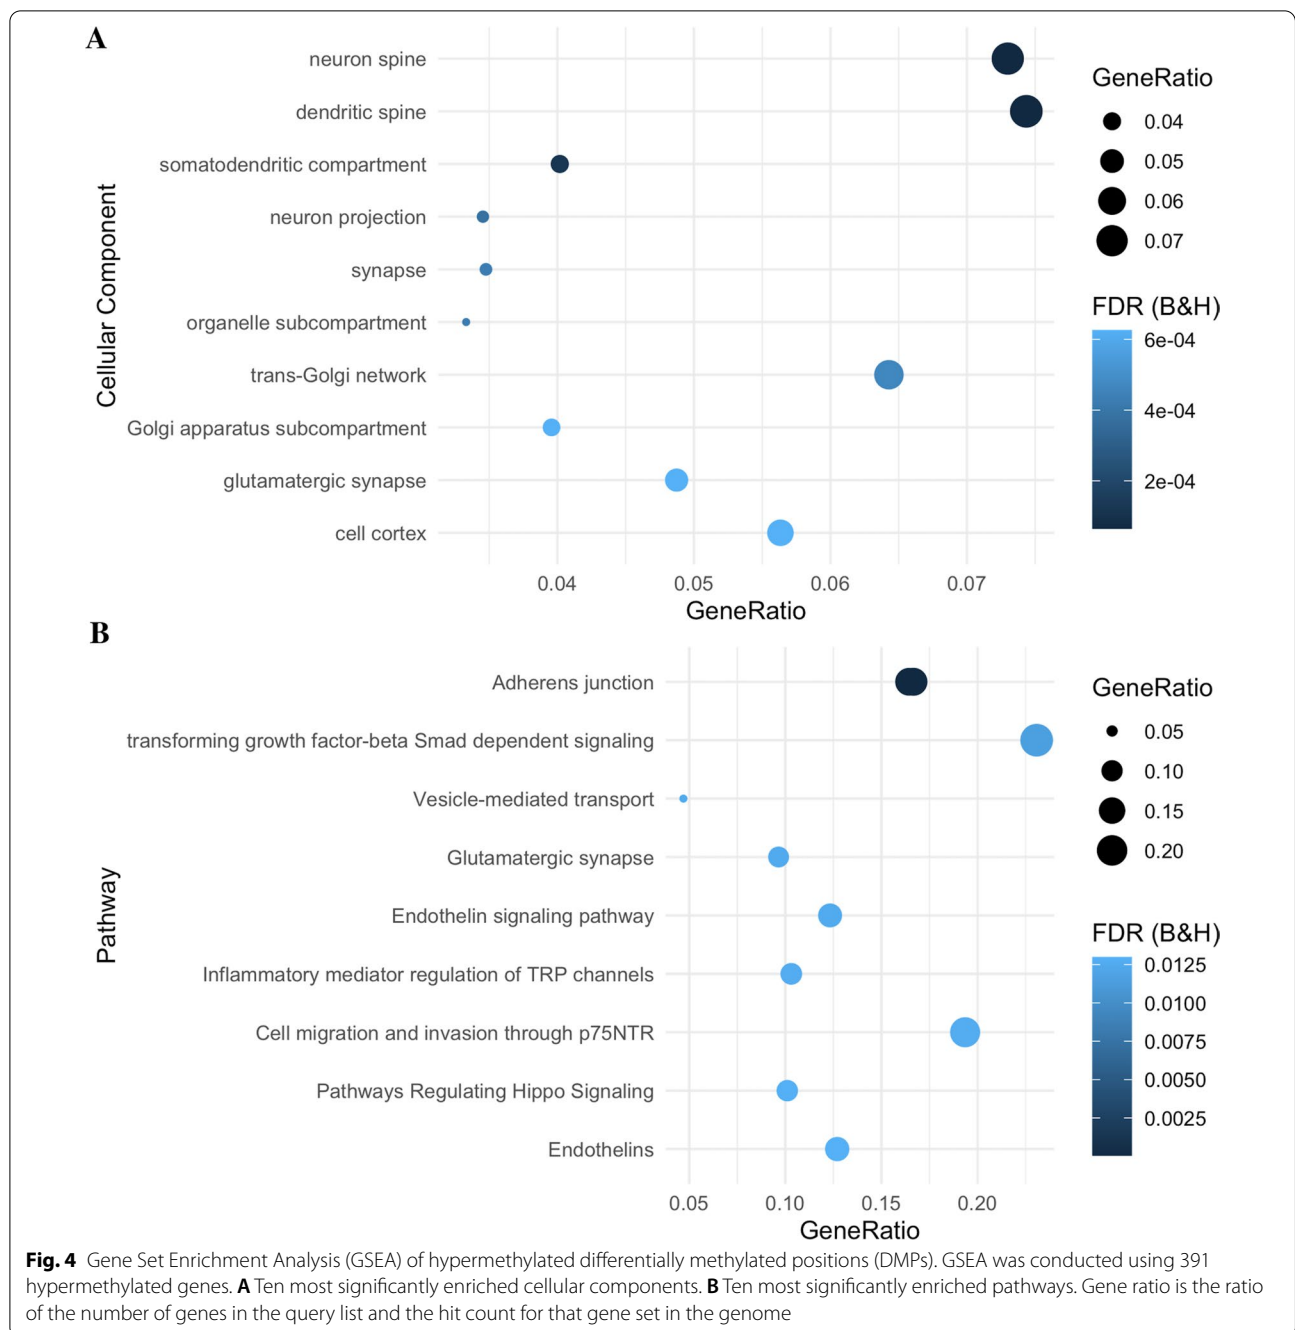 A
neuron spine
dendritic spine
somatodendritic compartment
neuron projection
synapse
organelle subcompartment
trans-Golgi network
Golgi apparatus subcompartment
glutamatergic synapse
cell cortex
Cellular Component
0.04 0.05 0.06 0.07
GeneRatio
GeneRatio
0.04
0.05
0.06
0.07
FDR (B&H)
6e-04
4e-04
2e-04
B
Adherens junction
transforming growth factor-beta Smad dependent signaling
Vesicle-mediated transport
Glutamatergic synapse
Endothelin signaling pathway
Inflammatory mediator regulation of TRP channels
Cell migration and invasion through p75NTR
Pathways Regulating Hippo Signaling
Endothelins
Pathway
0.05 0.10 0.15 0.20
GeneRatio
GeneRatio
0.05
0.10
0.15
0.20
FDR (B&H)
0.0125
0.0100
0.0075
0.0050
0.0025
Fig. 4 Gene Set Enrichment Analysis (GSEA) of hypermethylated differentially methylated positions (DMPs). GSEA was conducted using 391
hypermethylated genes. A Ten most significantly enriched cellular components. B Ten most significantly enriched pathways. Gene ratio is the ratio
of the number of genes in the query list and the hit count for that gene set in the genome